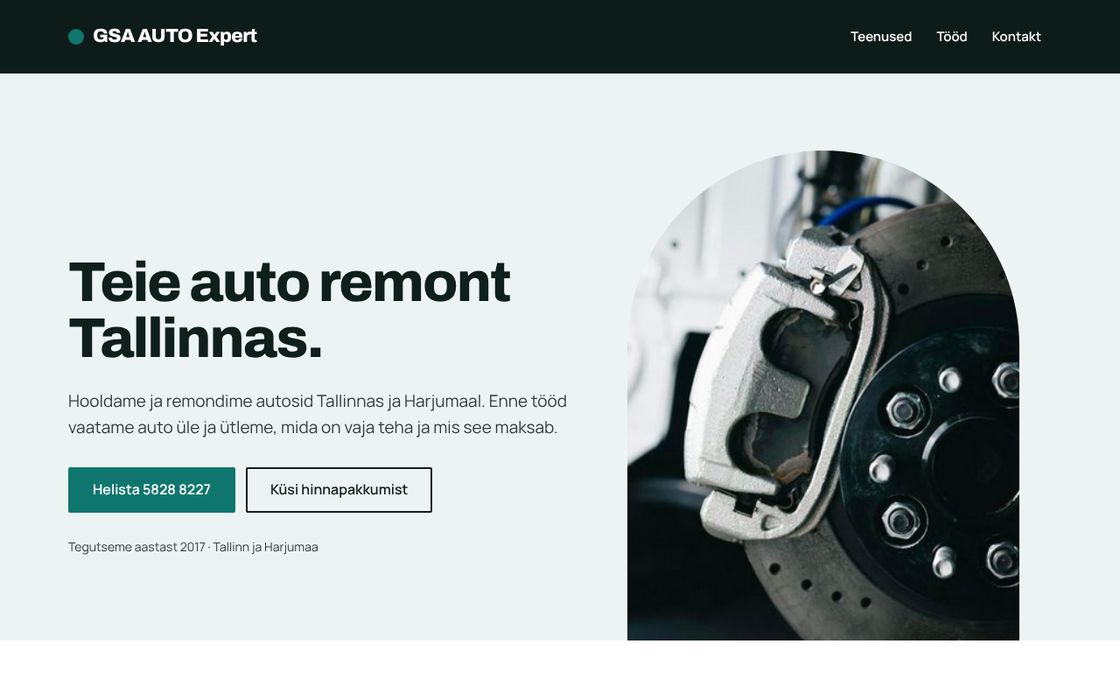 GSA AUTO Expert
Teenused Tööd Kontakt
Teie auto remont
Tallinnas.
Hooldame ja remondime autosid Tallinnas ja Harjumaal. Enne tööd
vaatame auto üle ja ütleme, mida on vaja teha ja mis see maksab.
Helista 5828 8227 Küsi hinnapakkumist
Tegutseme aastast 2017 · Tallinn ja Harjumaa